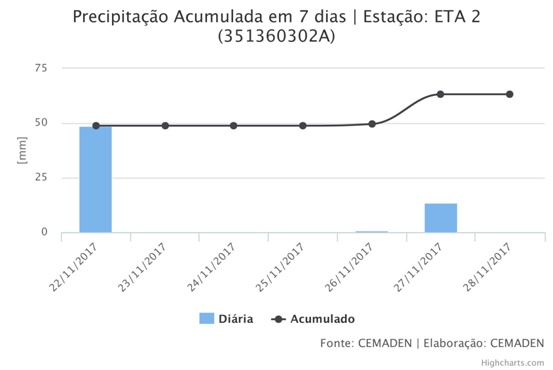 Precipitação Acumulada em 7 dias | Estação: ETA 2
(351360302A)
75
50
25
0
[mm]
22/11/2017
23/11/2017
24/11/2017
25/11/2017
26/11/2017
27/11/2017
28/11/2017
Diária
Acumulado
Fonte: CEMADEN | Elaboração: CEMADEN
Highcharts.com